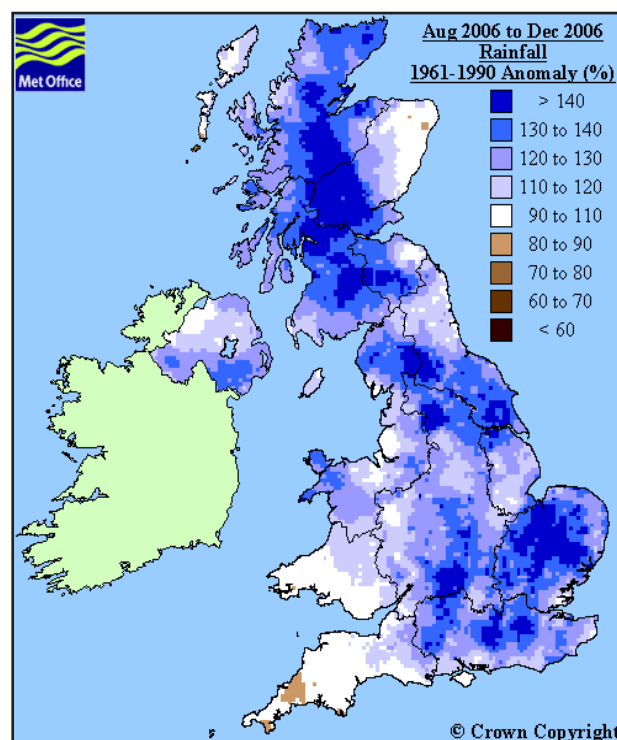 Met Office
Aug 2006 to Dec 2006
Rainfall
1961-1990 Anomaly (%)
> 140
130 to 140
120 to 130
110 to 120
90 to 110
80 to 90
70 to 80
60 to 70
< 60
© Crown Copyright